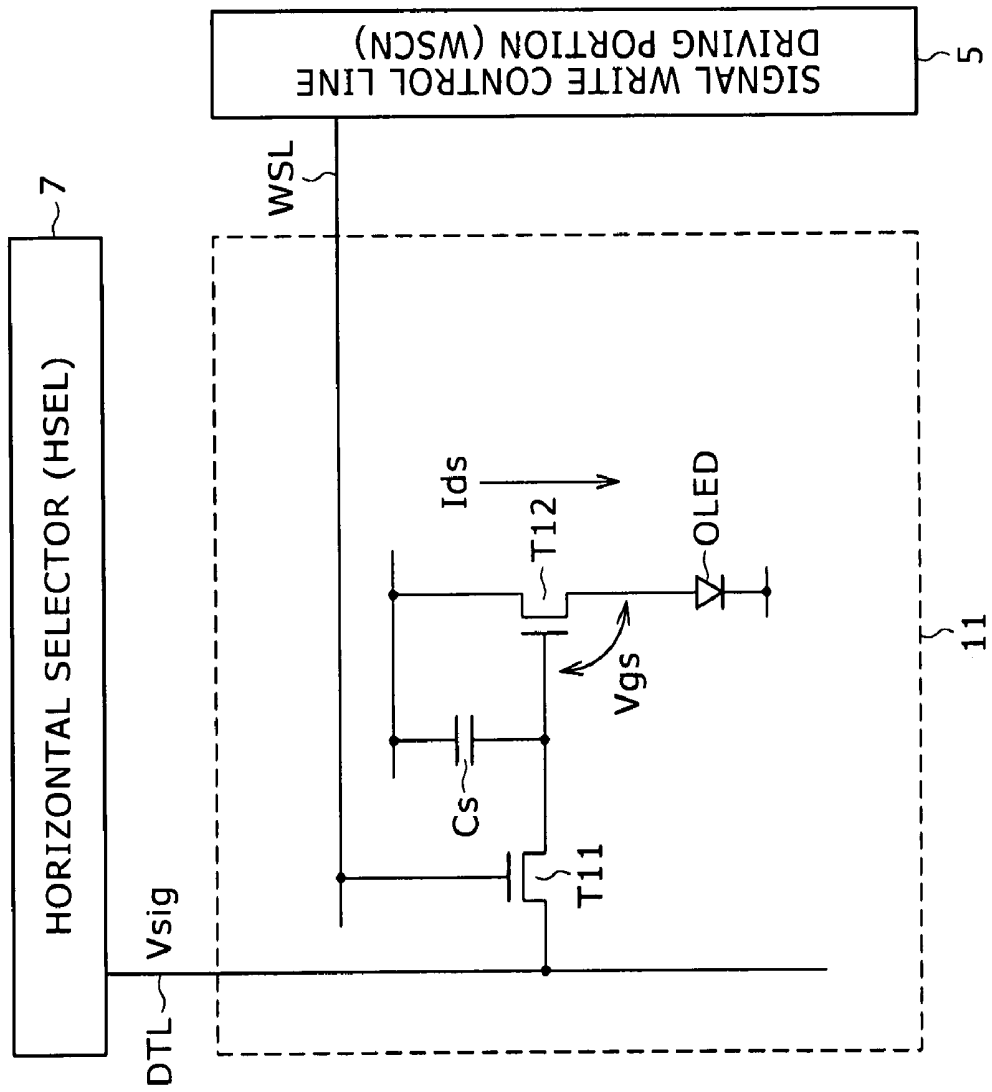 HORIZONTAL SELECTOR (HSEL)
7
DTL
Vsig
WSL
SIGNAL WRITE CONTROL LINE
DRIVING PORTION (WSCN)
5
Ids
Cs
T12
T11
Vgs
OLED
11